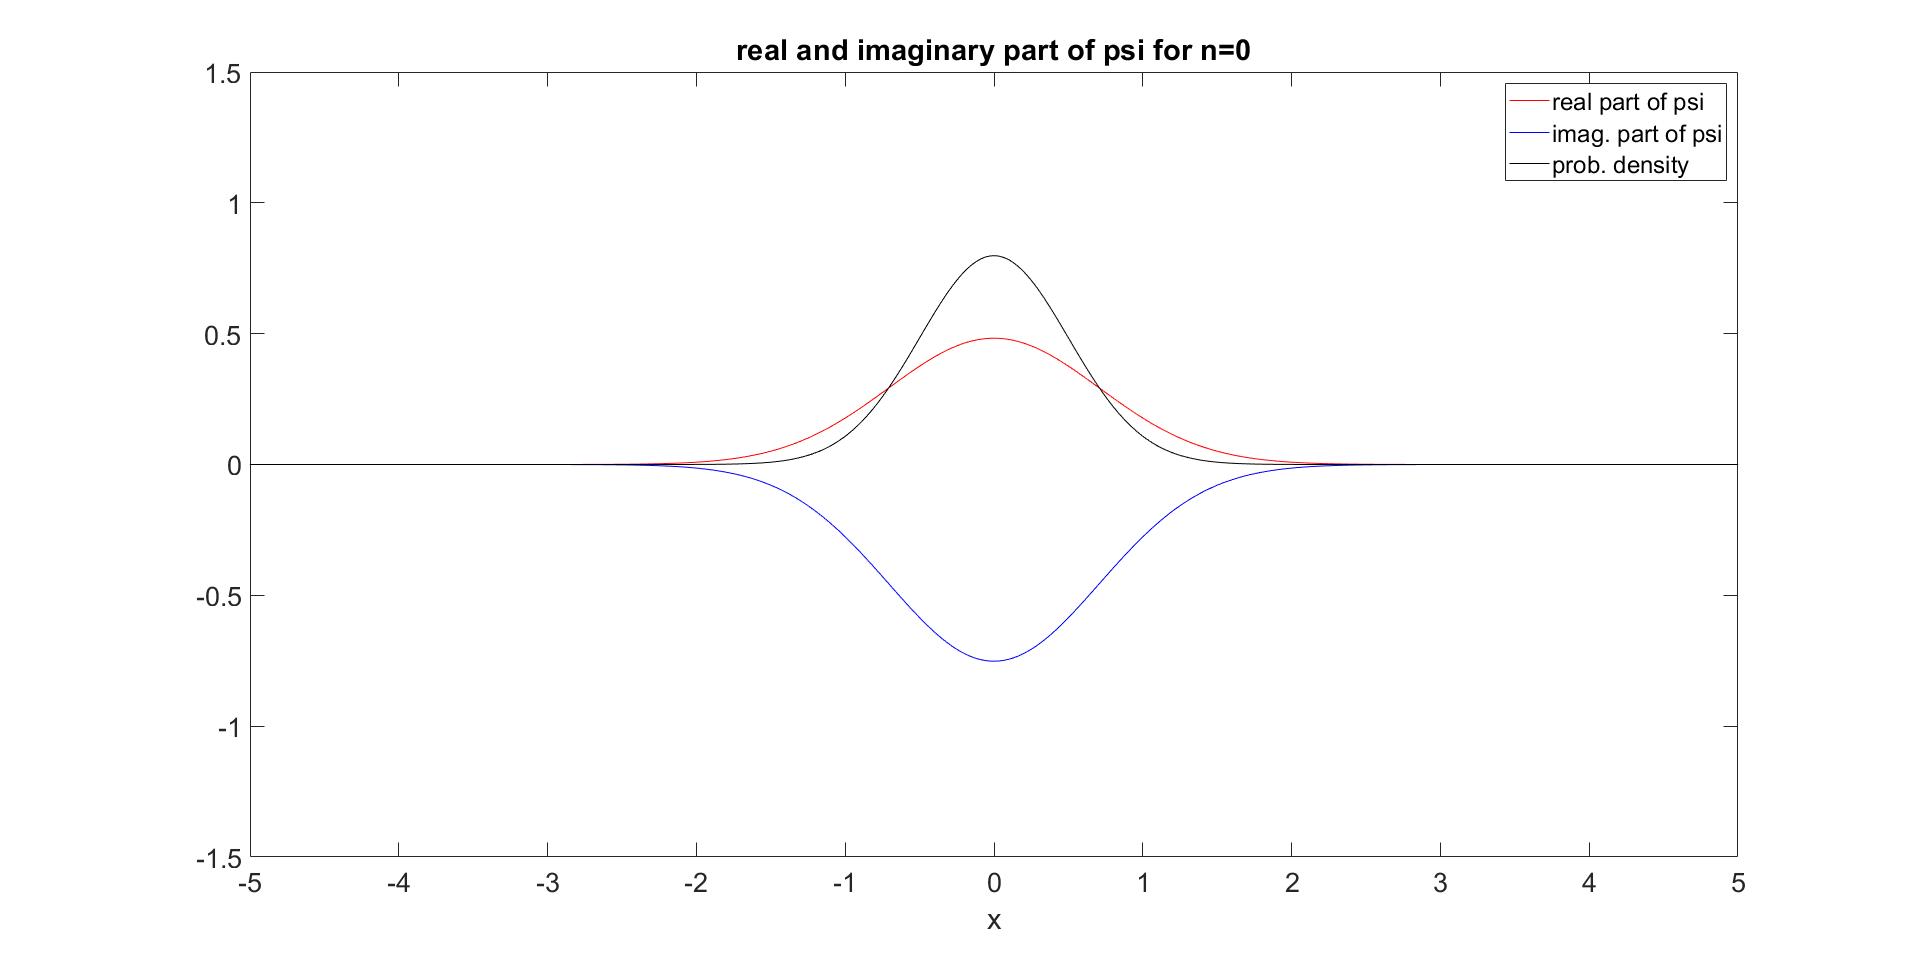 real and imaginary part of psi for n=0
1.5
1
0.5
0
-0.5
-1
-1.5
real part of psi
imag. part of psi
prob. density
-5 -4 -3 -2 -1 0 1 2 3 4 5
x